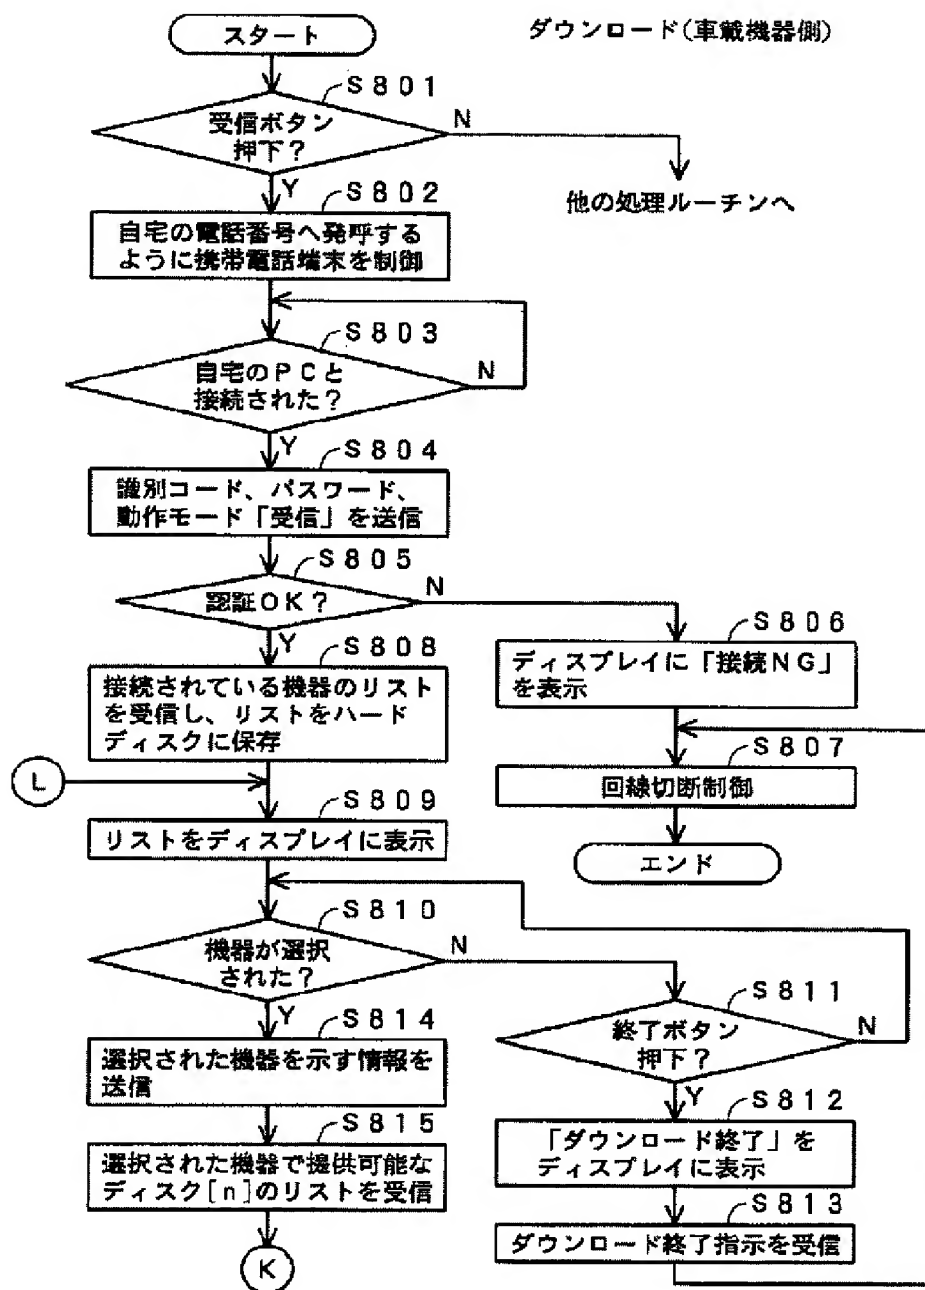 スタート
ダウンロード(車載機器側)
S801
受信ボタン
押下?
N
Y
他の処理ルーチンへ
S802
自宅の電話番号へ発呼する
ように携帯電話端末を制御
S803
自宅のPCと
接続された?
N
Y
S804
識別コード、パスワード、
動作モード「受信」を送信
S805
認証OK?
N
Y
S806
ディスプレイに「接続NG」
を表示
S807
回線切断制御
エンド
S808
接続されている機器のリスト
を受信し、リストをハード
ディスクに保存
L
S809
リストをディスプレイに表示
S810
機器が選択
された?
N
Y
S811
終了ボタン
押下?
N
Y
S812
「ダウンロード終了」を
ディスプレイに表示
S813
ダウンロード終了指示を受信
S814
選択された機器を示す情報を
送信
S815
選択された機器で提供可能な
ディスク[n]のリストを受信
K